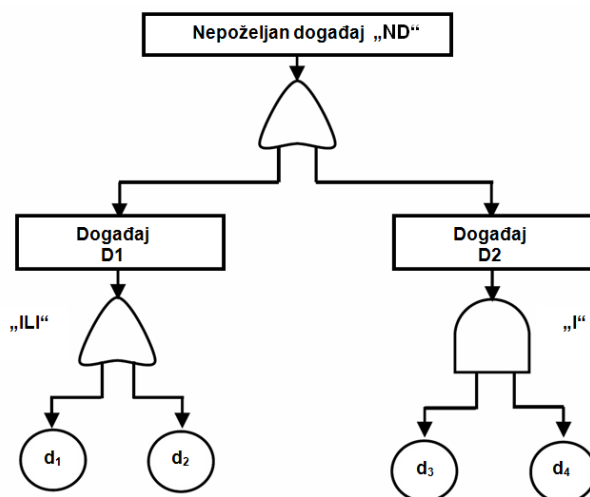 Nepoželjan događaj „ND“
Događaj
D1
Događaj
D2
„ILI“
„I“
d1
d2
d3
d4